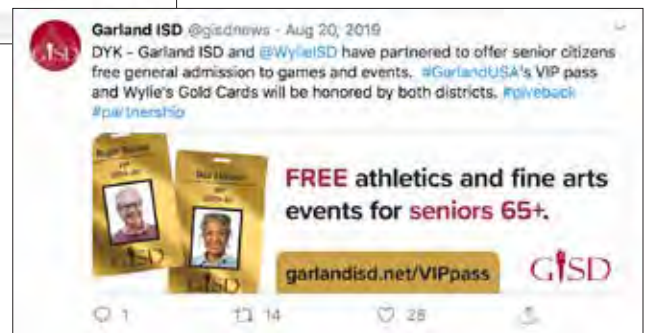 Garland ISD @gisdnews - Aug 20, 2019
DYK - Garland ISD and @WylieISD have partnered to offer senior citizens
free general admission to games and events. #GarlandUSA's VIP pass
and Wylie's Gold Cards will be honored by both districts. #giveback
#partnership
GISD
VIP
GISD
VIP
GISD
FREE athletics and fine arts
events for seniors 65+.
garlandisd.net/VIPpass
GISD
1
14
28